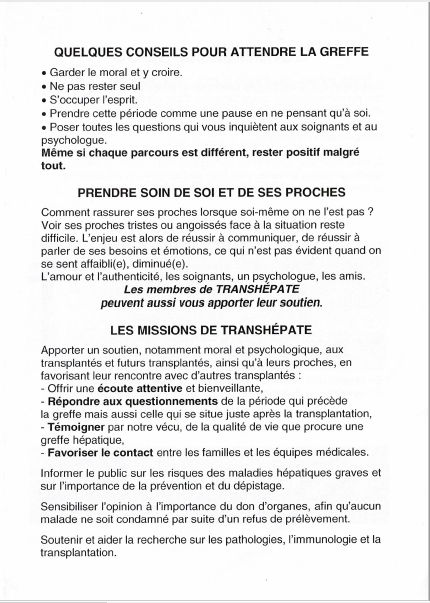 QUELQUES CONSEILS POUR ATTENDRE LA GREFFE
• Garder le moral et y croire.
• Ne pas rester seul
• S'occuper l'esprit.
• Prendre cette période comme une pause en ne pensant qu'à soi.
• Poser toutes les questions qui vous inquiètent aux soignants et au
psychologue.
Même si chaque parcours est différent, rester positif malgré
tout.
PRENDRE SOIN DE SOI ET DE SES PROCHES
Comment rassurer ses proches lorsque soi-même on ne l'est pas ?
Voir ses proches tristes ou angoissés face à la situation reste
difficile. L'enjeu est alors de réussir à communiquer, de réussir à
parler de ses besoins et émotions, ce qui n'est pas évident quand on
se sent affaibli(e), diminué(e).
L'amour et l'authenticité, les soignants, un psychologue, les amis.
Les membres de TRANSHÉPATE
peuvent aussi vous apporter leur soutien.
LES MISSIONS DE TRANSHÉPATE
Apporter un soutien, notamment moral et psychologique, aux
transplantés et futurs transplantés, ainsi qu'à leurs proches, en
favorisant leur rencontre avec d'autres transplantés :
- Offrir une écoute attentive et bienveillante,
- Répondre aux questionnements de la période qui précède
la greffe mais aussi celle qui se situe juste après la transplantation,
- Témoigner par notre vécu, de la qualité de vie que procure une
greffe hépatique,
- Favoriser le contact entre les familles et les équipes médicales.
Informer le public sur les risques des maladies hépatiques graves et
sur l'importance de la prévention et du dépistage.
Sensibiliser l'opinion à l'importance du don d'organes, afin qu'aucun
malade ne soit condamné par suite d'un refus de prélèvement.
Soutenir et aider la recherche sur les pathologies, l'immunologie et la
transplantation.